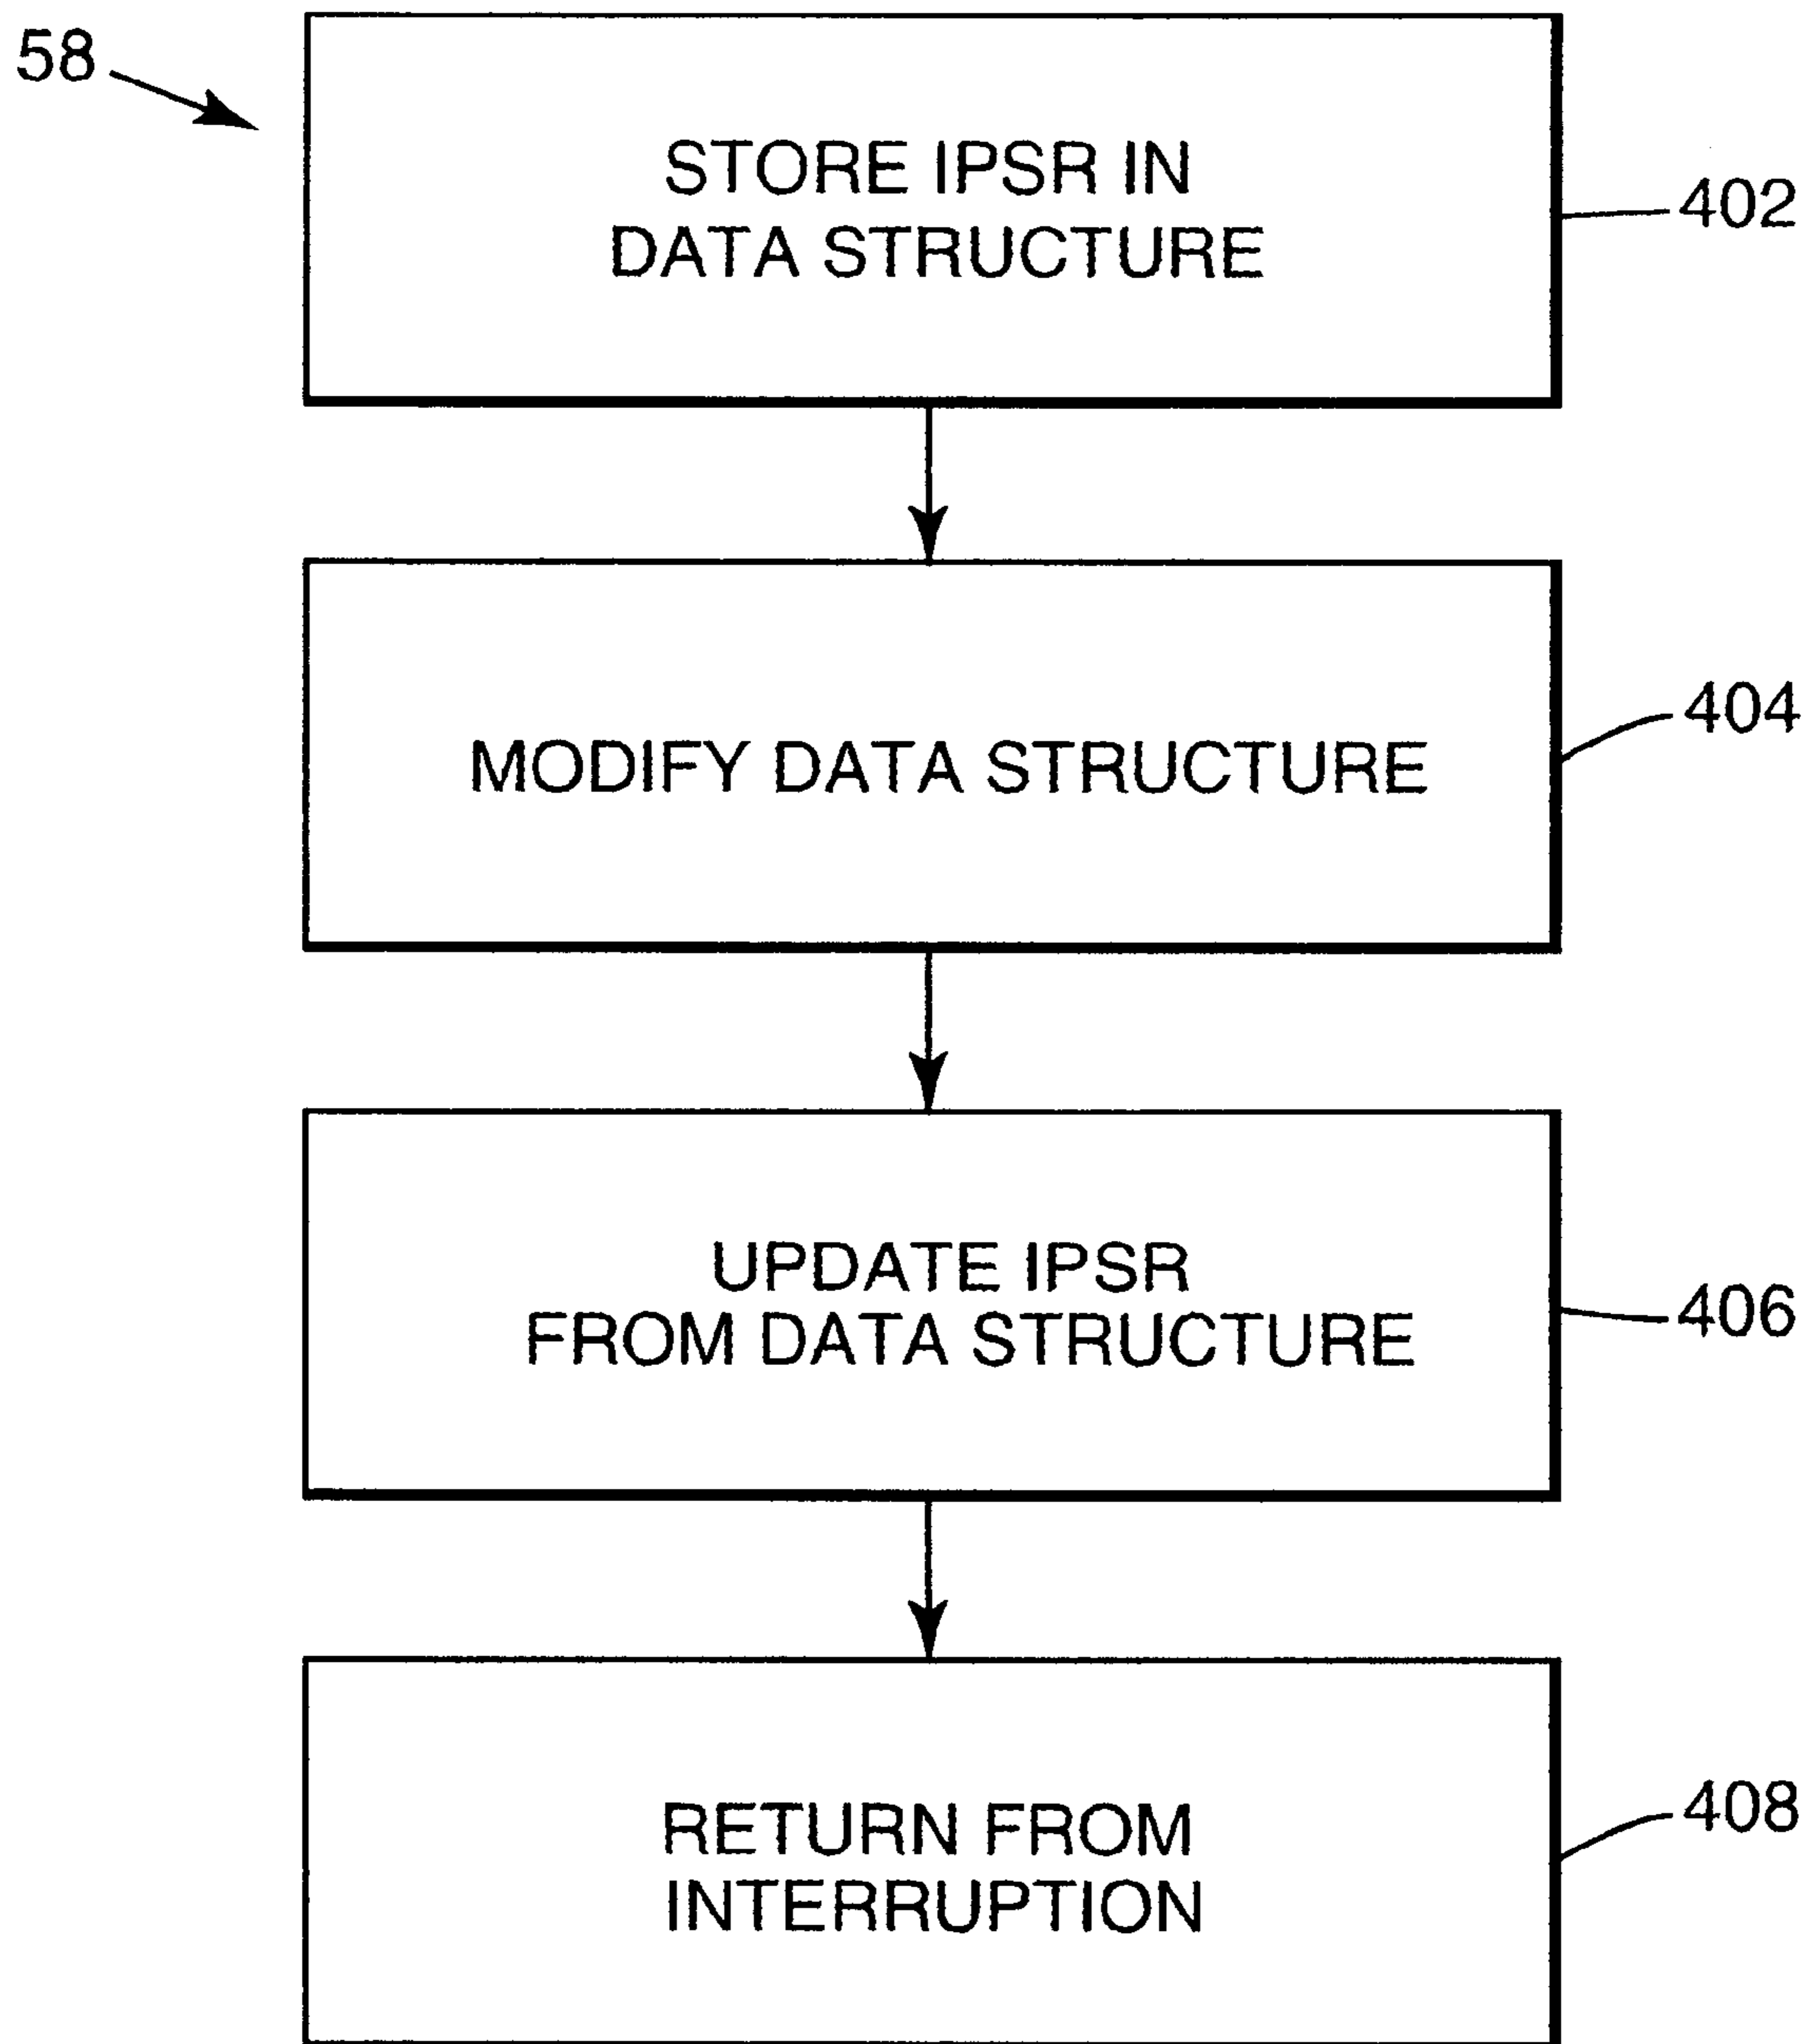 58
STORE IPSR IN
DATA STRUCTURE
402
MODIFY DATA STRUCTURE
404
UPDATE IPSR
FROM DATA STRUCTURE
406
RETURN FROM
INTERRUPTION
408